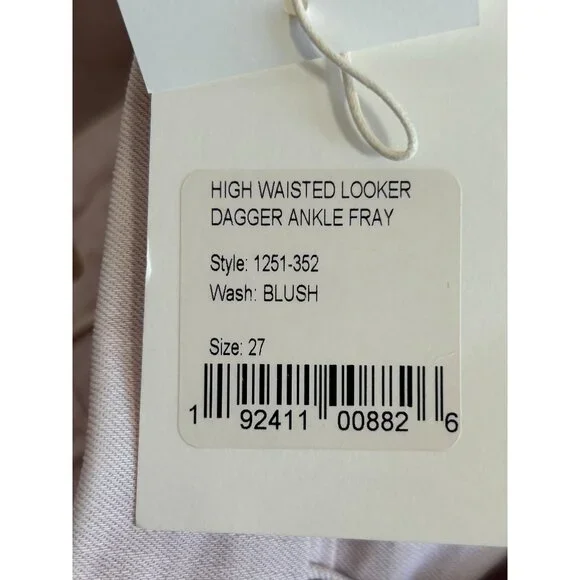 HIGH WAISTED LOOKER
DAGGER ANKLE FRAY
Style: 1251-352
Wash: BLUSH
Size: 27
1 92411 00882 6